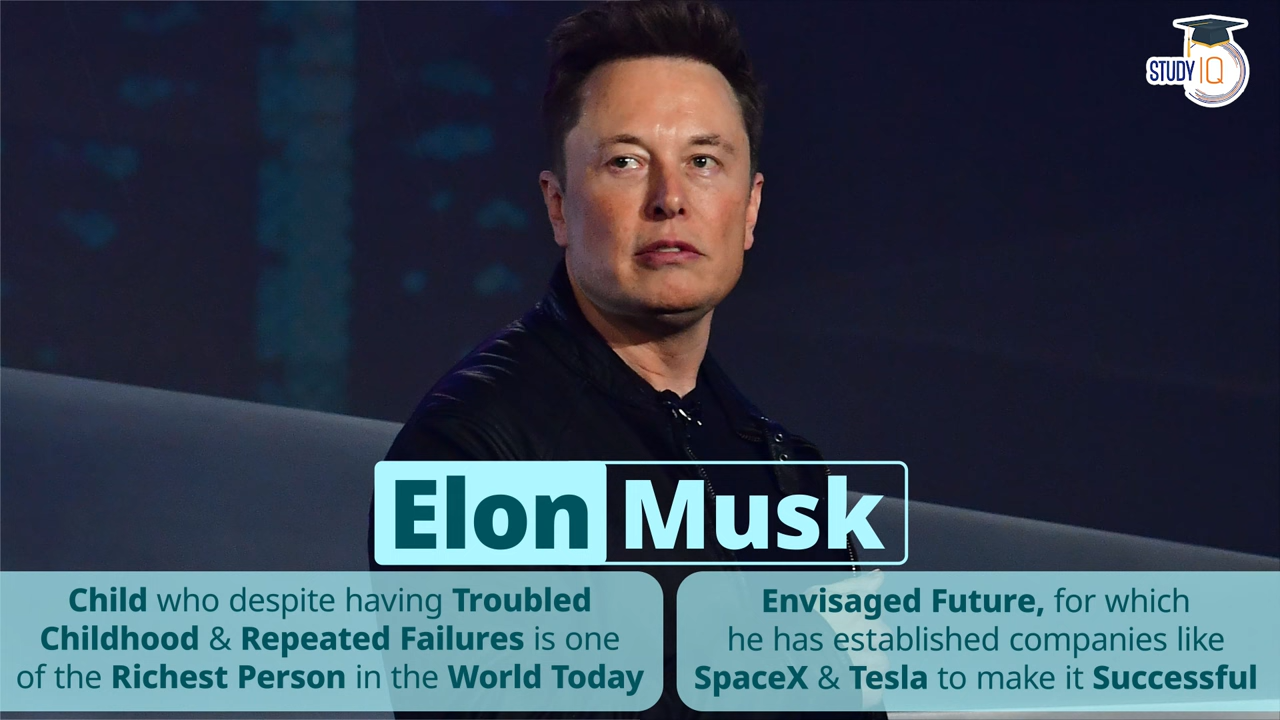 STUDY IQ
Elon Musk
Child who despite having Troubled
Childhood & Repeated Failures is one
of the Richest Person in the World Today
Envisaged Future, for which
he has established companies like
SpaceX & Tesla to make it Successful